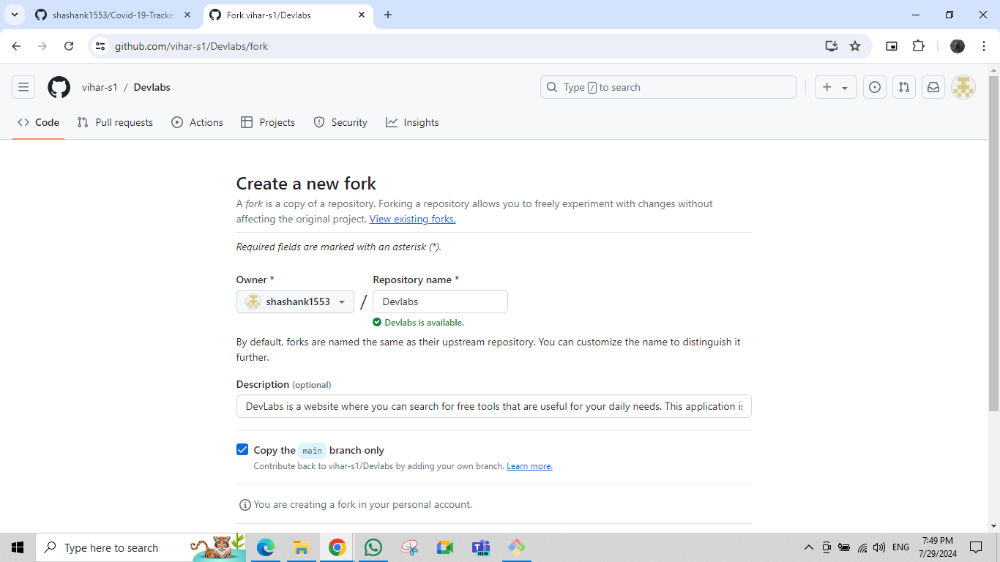 shashank1553/Covid-19-Tracke
Fork vihar-s1/Devlabs
github.com/vihar-s1/Devlabs/fork
vihar-s1 / Devlabs
Type / to search
Code Pull requests Actions Projects Security Insights
Create a new fork
A fork is a copy of a repository. Forking a repository allows you to freely experiment with changes without
affecting the original project. View existing forks.
Required fields are marked with an asterisk (*).
Owner * Repository name *
shashank1553 / Devlabs
Devlabs is available.
By default, forks are named the same as their upstream repository. You can customize the name to distinguish it
further.
Description (optional)
DevLabs is a website where you can search for free tools that are useful for your daily needs. This application is
Copy the main branch only
Contribute back to vihar-s1/Devlabs by adding your own branch. Learn more.
You are creating a fork in your personal account.
Type here to search
NEW
ENG
7:49 PM
7/29/2024